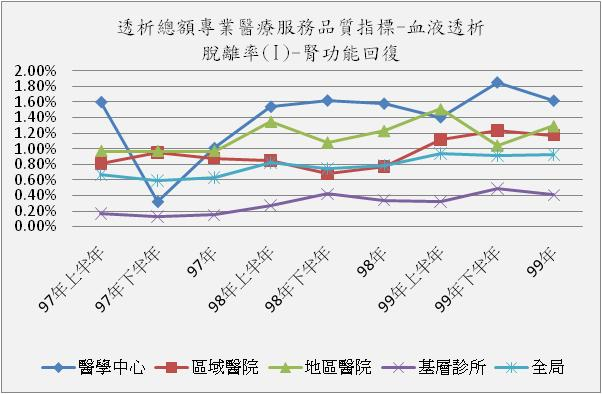 透析總額專業醫療服務品質指標-血液透析
脫離率(I)-腎功能回復
2.00%
1.80%
1.60%
1.40%
1.20%
1.00%
0.80%
0.60%
0.40%
0.20%
0.00%
97年上半年
97年下半年
97年
98年上半年
98年下半年
98年
99年上半年
99年下半年
99年
醫學中心
區域醫院
地區醫院
基層診所
全局